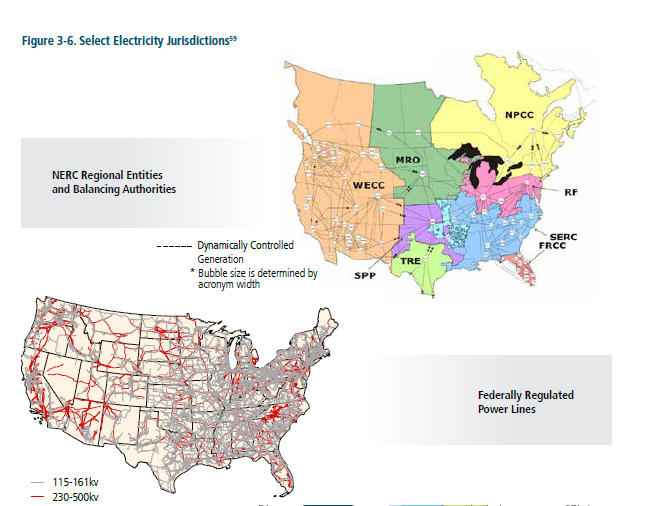 Figure 3-6. Select Electricity Jurisdictions59
NPCC
NERC Regional Entities
and Balancing Authorities
MRO
WECC
RF
SERC
FRCC
Dynamically Controlled
Generation
* Bubble size is determined by
acronym width
TRE
SPP
Federally Regulated
Power Lines
115-161kv
230-500kv